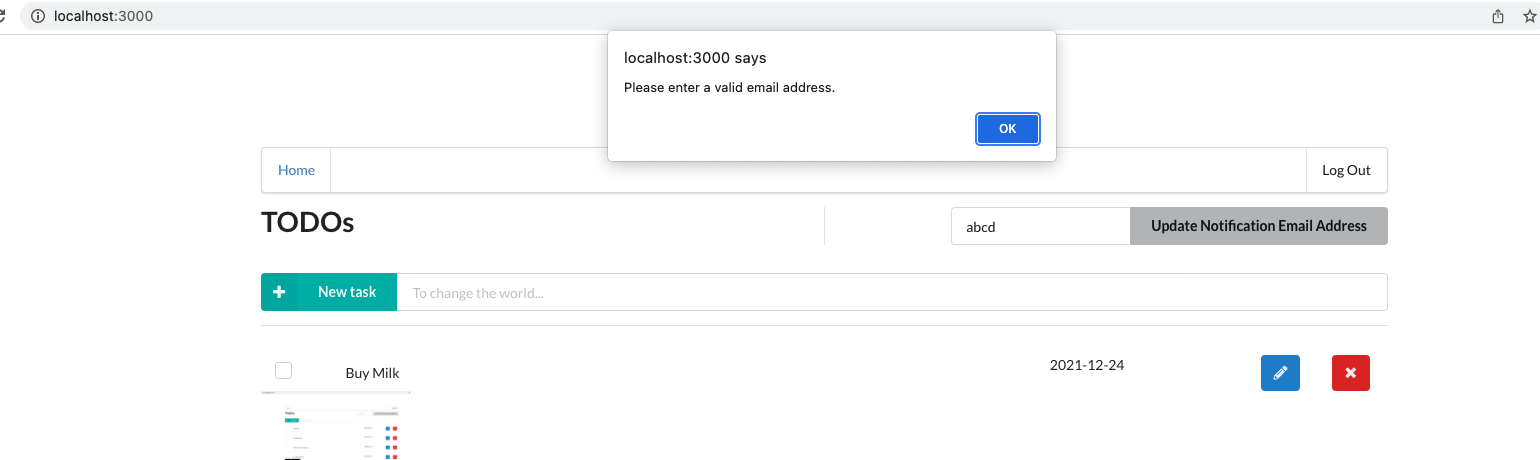 localhost:3000
localhost:3000 says
Please enter a valid email address.
OK
Home
Log Out
TODOs
abcd
Update Notification Email Address
New task
To change the world...
Buy Milk
2021-12-24